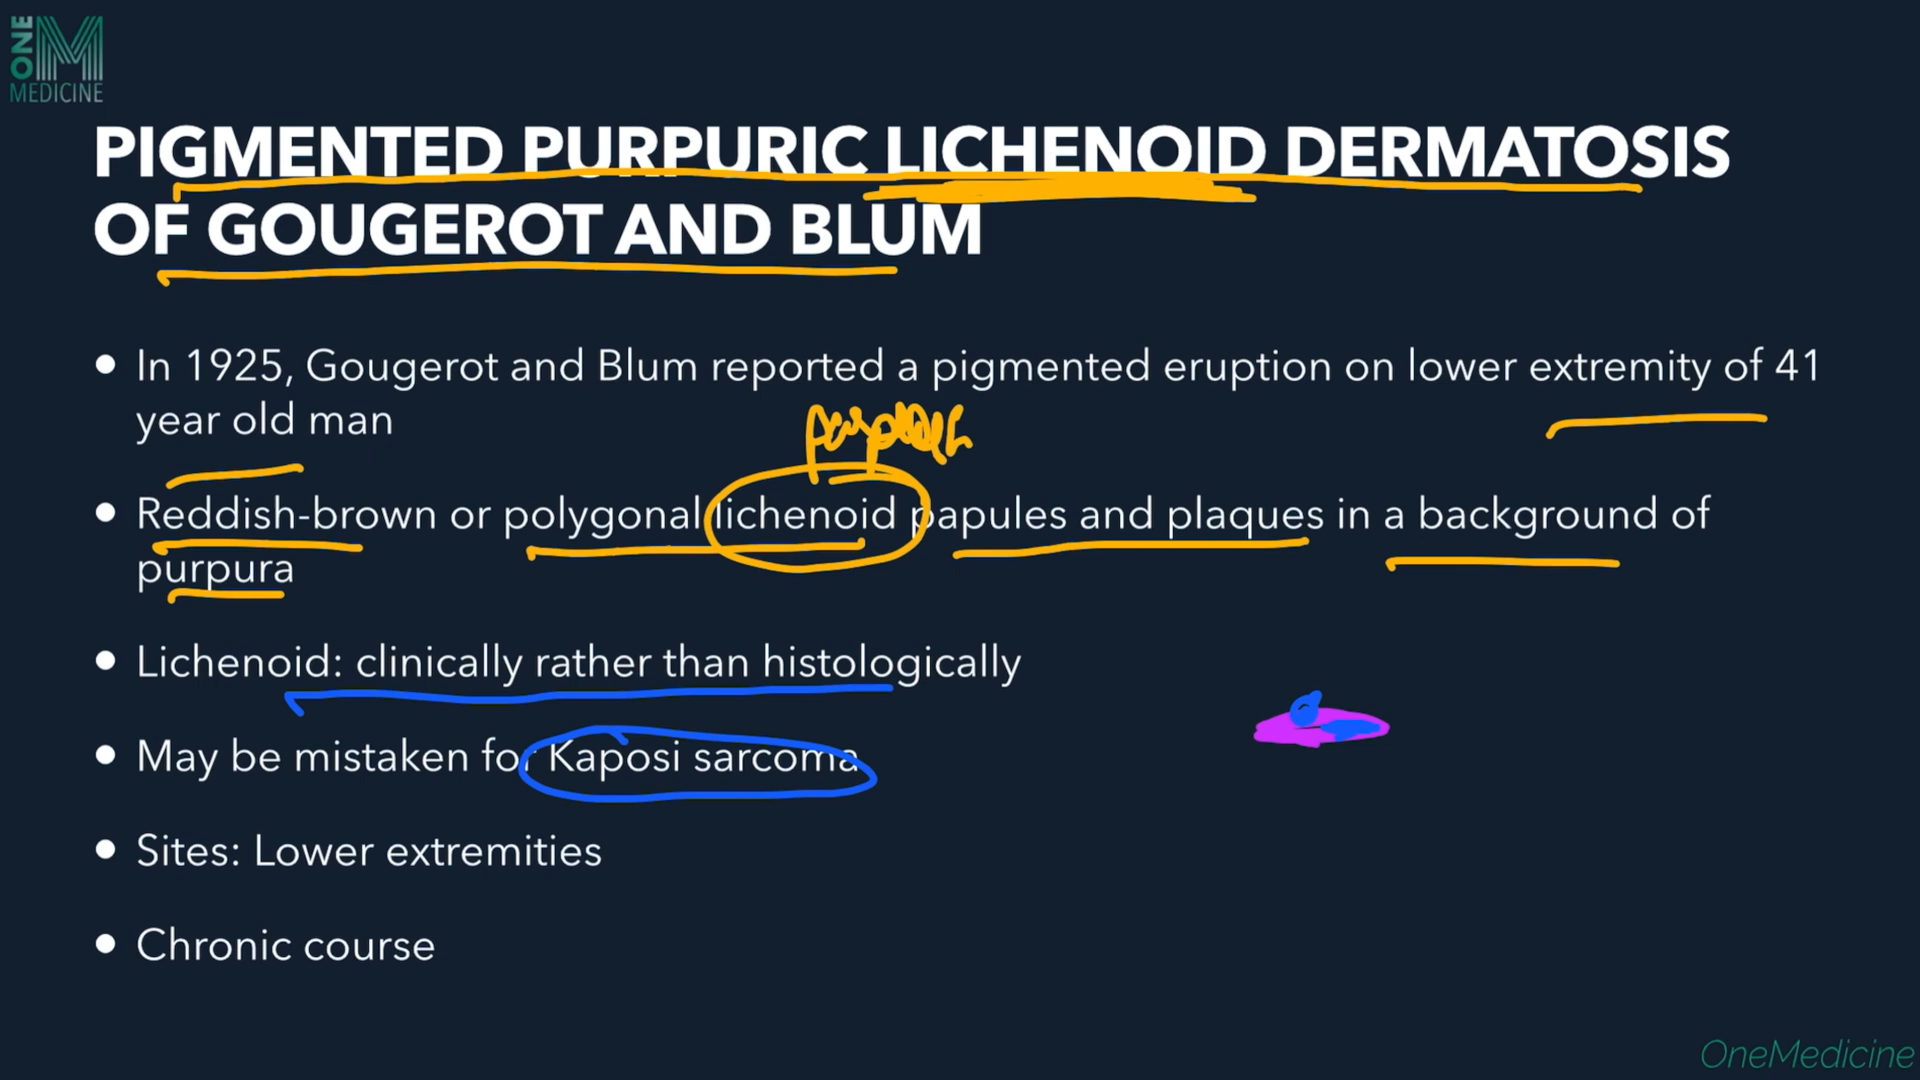 ONE
MEDICINE
PIGMENTED PURPURIC LICHENOID DERMATOSIS
OF GOUGEROT AND BLUM
• In 1925, Gougerot and Blum reported a pigmented eruption on lower extremity of 41
year old man
• Reddish-brown or polygonal lichenoid papules and plaques in a background of
purpura
• Lichenoid: clinically rather than histologically
• May be mistaken for Kaposi sarcoma
• Sites: Lower extremities
• Chronic course
OneMedicine